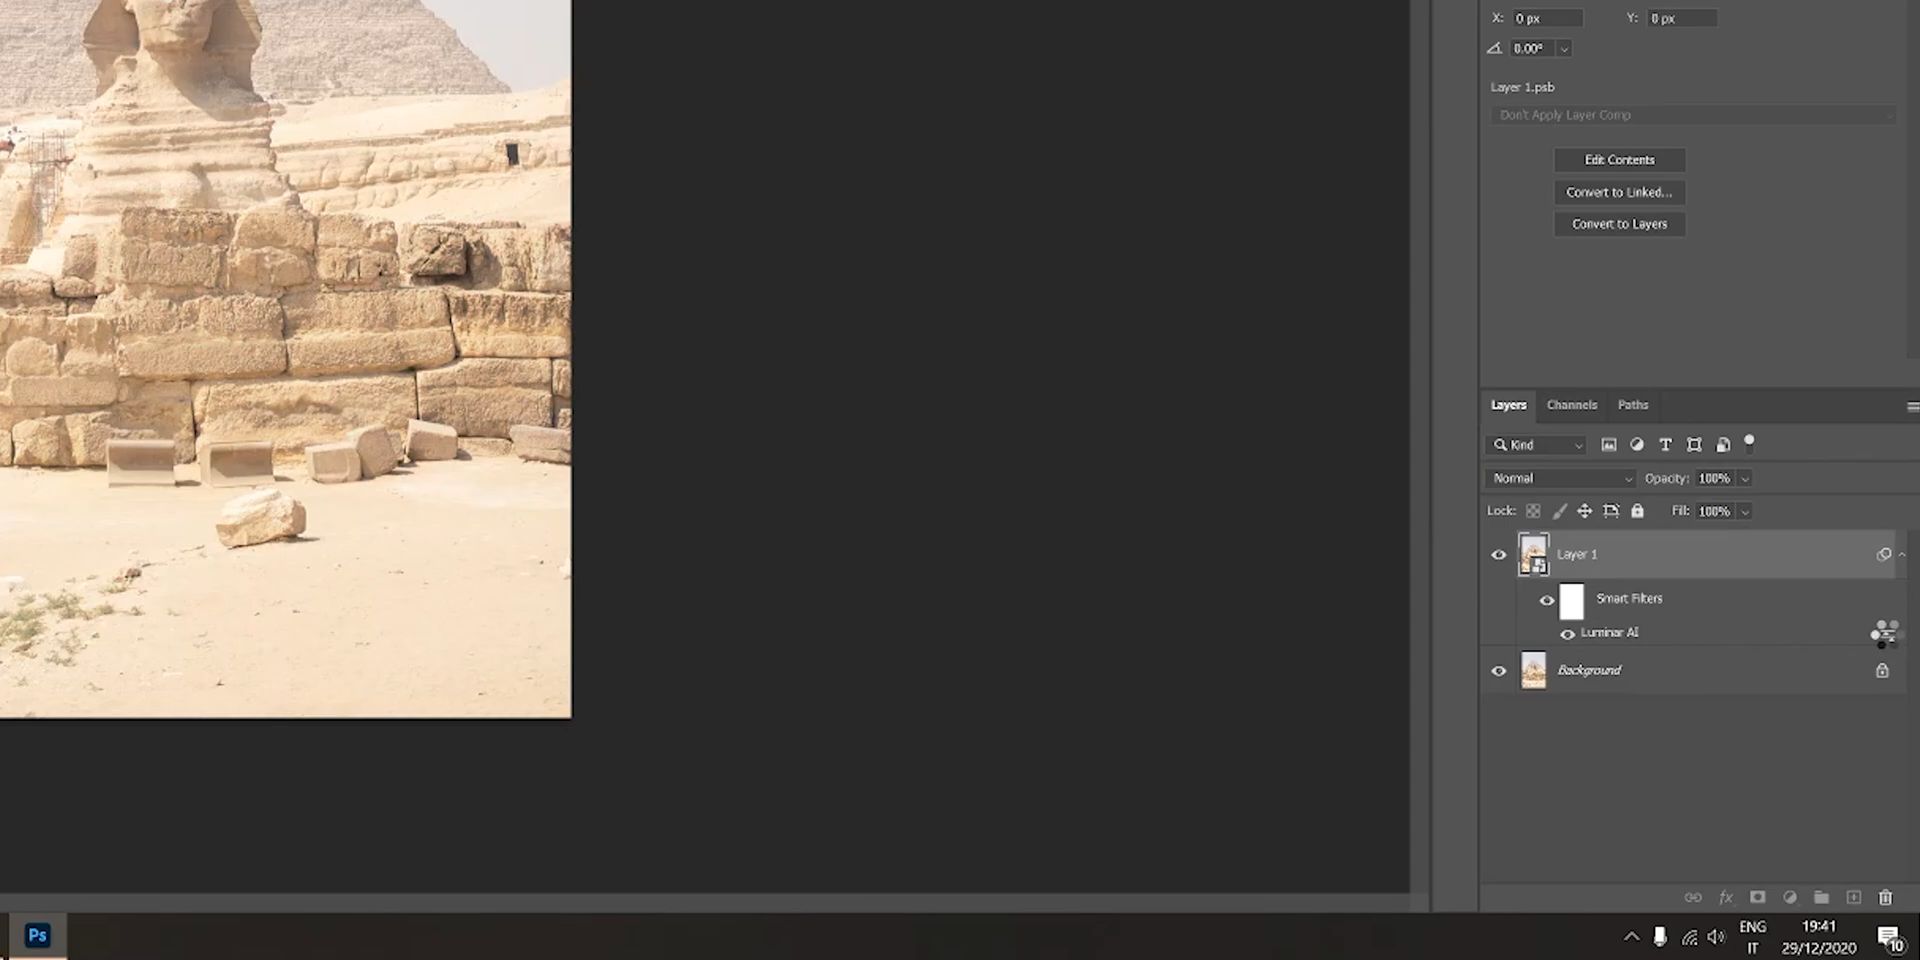 X: 0 px Y: 0 px
0.00°
Layer 1.psb
Don't Apply Layer Comp
Edit Contents
Convert to Linked...
Convert to Layers
Layers Channels Paths
Kind
Normal Opacity: 100%
Lock: Fill: 100%
Layer 1
Smart Filters
Luminar AI
Background
fx
Ps
ENG 19:41
IT 29/12/2020 10